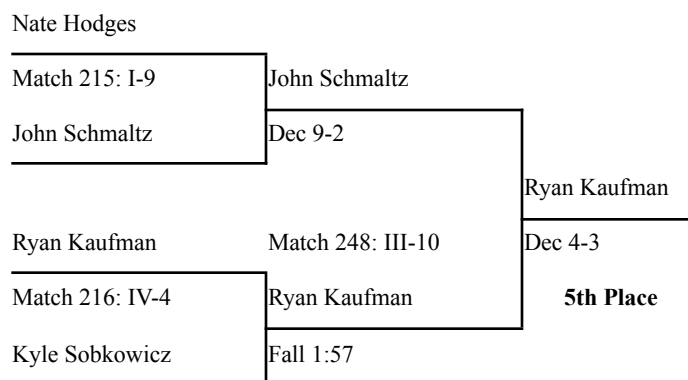 Nate Hodges
Match 215: I-9
John Schmaltz
John Schmaltz
Dec 9-2
Ryan Kaufman
Ryan Kaufman
Match 248: III-10
Dec 4-3
Match 216: IV-4
Ryan Kaufman
5th Place
Kyle Sobkowicz
Fall 1:57